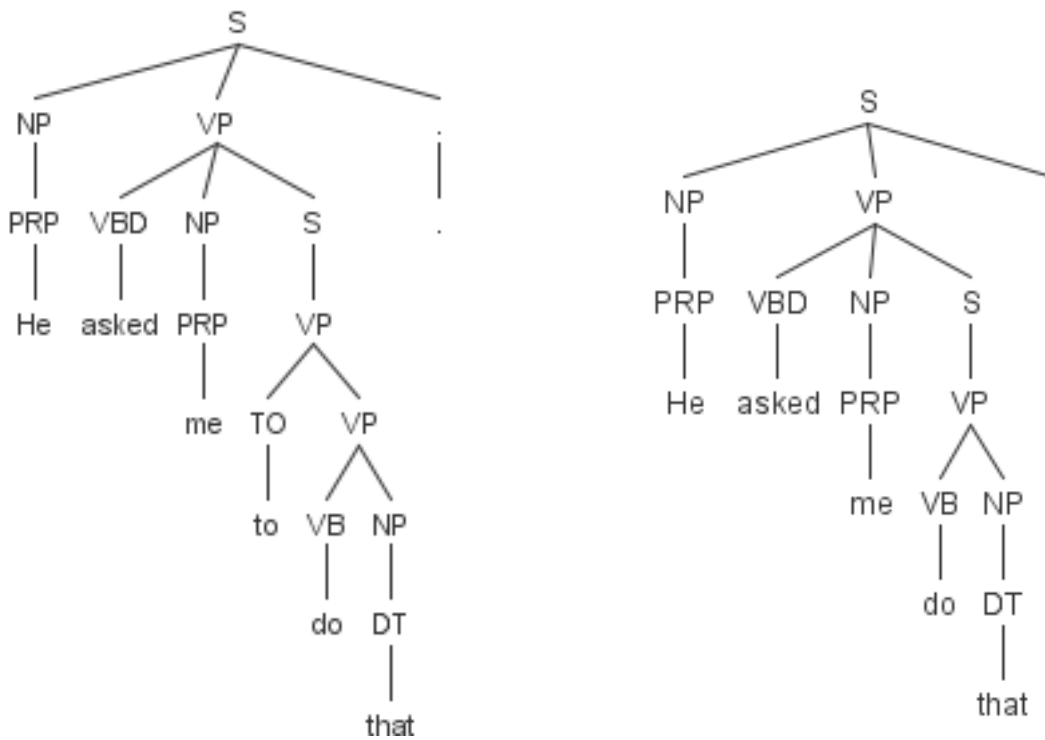 S
NP VP .
PRP VBD NP S .
He asked PRP VP
me TO VP
to VB NP
do DT
that
S
NP VP
PRP VBD NP S
He asked PRP VP
me VB NP
do DT
that